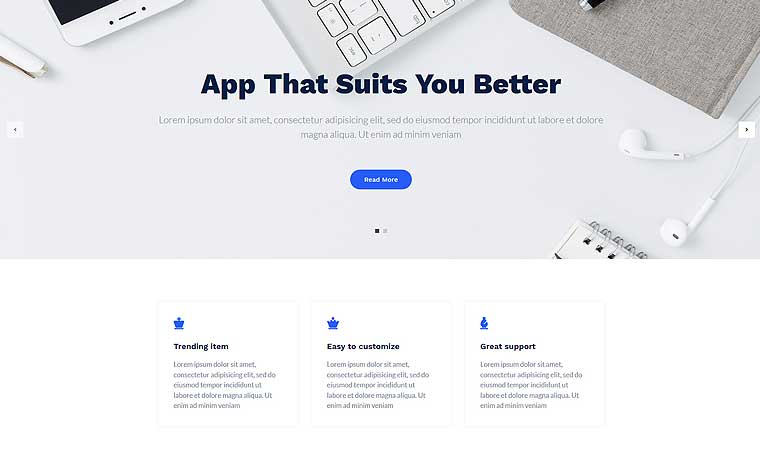 App That Suits You Better
Lorem ipsum dolor sit amet, consectetur adipisicing elit, sed do eiusmod tempor incididunt ut labore et dolore
magna aliqua. Ut enim ad minim veniam
Read More
Trending item
Lorem ipsum dolor sit amet,
consectetur adipisicing elit, sed do
eiusmod tempor incididunt ut
labore et dolore magna aliqua. Ut
enim ad minim veniam
Easy to customize
Lorem ipsum dolor sit amet,
consectetur adipisicing elit, sed do
eiusmod tempor incididunt ut
labore et dolore magna aliqua. Ut
enim ad minim veniam
Great support
Lorem ipsum dolor sit amet,
consectetur adipisicing elit, sed do
eiusmod tempor incididunt ut
labore et dolore magna aliqua. Ut
enim ad minim veniam